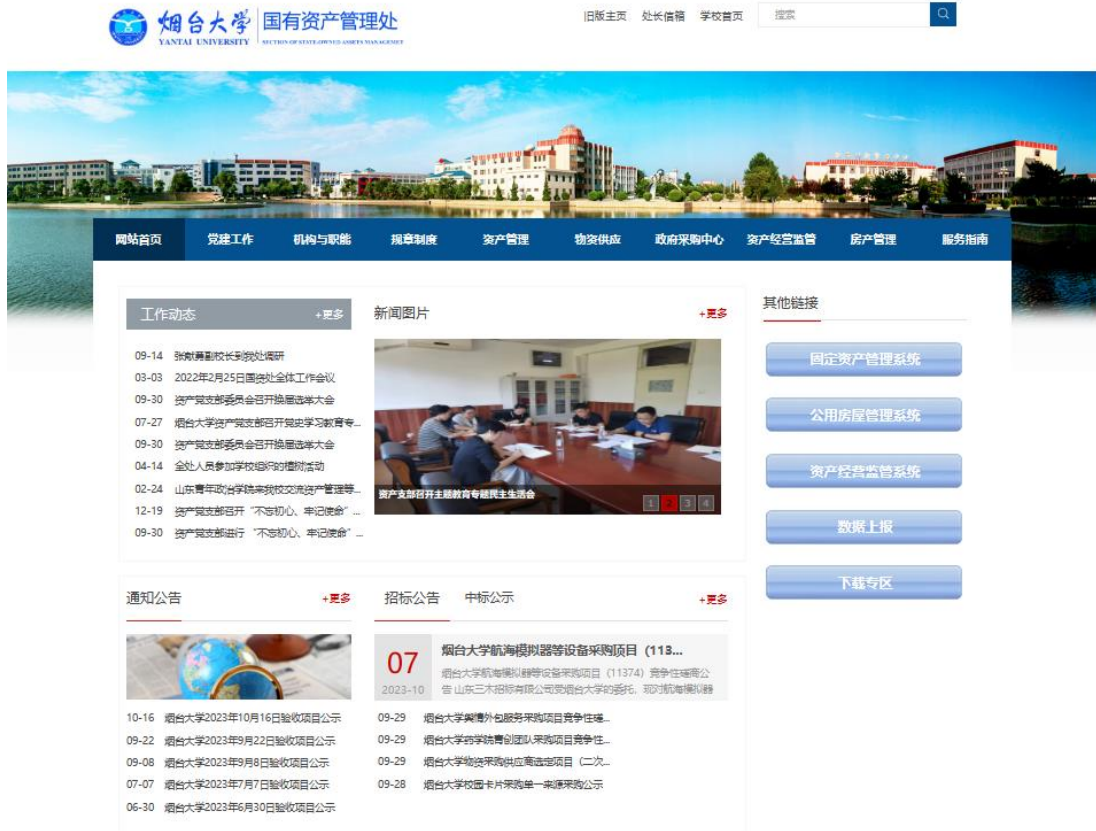 烟台大学
YANTAI UNIVERSITY
国有资产管理处
SECTION OF STATE-OWNED ASSETS MANAGEMENT
旧版主页 处长信箱 学校首页 搜索
网站首页 党建工作 机构与职能 规章制度 资产管理 物资供应 政府采购中心 资产经营监管 房产管理 服务指南
工作动态 +更多
09-14 张献勇副校长到我处调研
03-03 2022年2月25日国资处全体工作会议
09-30 资产党支部委员会召开换届选举大会
07-27 烟台大学资产党支部召开党史学习教育专...
09-30 资产党支部委员会召开换届选举大会
04-14 全处人员参加学校组织的植树活动
02-24 山东青年政治学院来我校交流资产管理等...
12-19 资产党支部召开“不忘初心、牢记使命”...
09-30 资产党支部进行 “不忘初心、牢记使命” ...
新闻图片 +更多
资产支部召开主题教育专题民主生活会
1 2 3 4
其他链接
固定资产管理系统
公用房屋管理系统
资产经营监管系统
数据上报
下载专区
通知公告 +更多
10-16 烟台大学2023年10月16日验收项目公示
09-22 烟台大学2023年9月22日验收项目公示
09-08 烟台大学2023年9月8日验收项目公示
07-07 烟台大学2023年7月7日验收项目公示
06-30 烟台大学2023年6月30日验收项目公示
招标公告 中标公示 +更多
07
2023-10
烟台大学航海模拟器等设备采购项目（113...
烟台大学航海模拟器等设备采购项目（11374）竞争性磋商公
告 山东三木招标有限公司受烟台大学的委托，现对航海模拟器
09-29 烟台大学舆情外包服务采购项目竞争性磋...
09-29 烟台大学药学院青创团队采购项目竞争性...
09-29 烟台大学物资采购供应商选定项目（二次...
09-28 烟台大学校园卡片采购单一来源采购公示